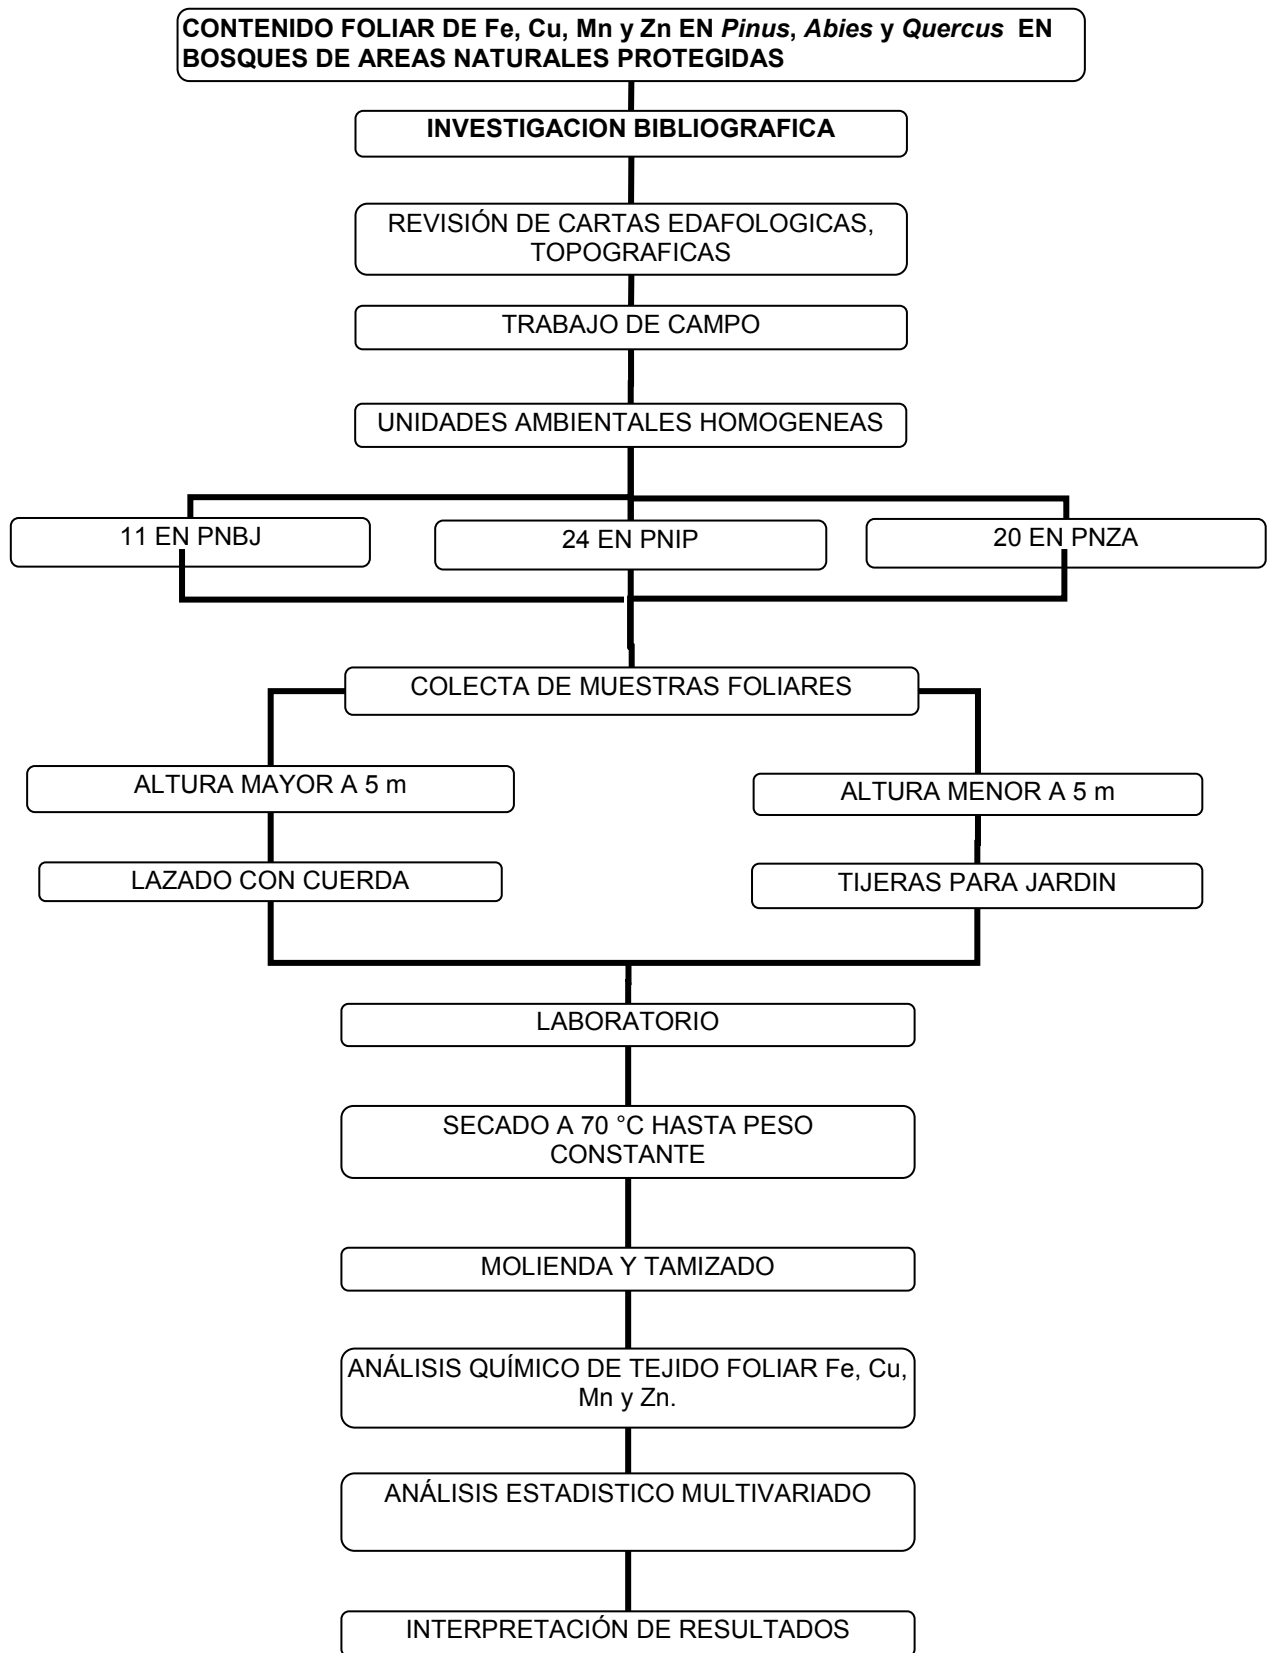 CONTENIDO FOLIAR DE Fe, Cu, Mn y Zn EN Pinus, Abies y Quercus EN
BOSQUES DE AREAS NATURALES PROTEGIDAS
INVESTIGACION BIBLIOGRAFICA
REVISIÓN DE CARTAS EDAFOLOGICAS,
TOPOGRAFICAS
TRABAJO DE CAMPO
UNIDADES AMBIENTALES HOMOGENEAS
11 EN PNBJ
24 EN PNIP
20 EN PNZA
COLECTA DE MUESTRAS FOLIARES
ALTURA MAYOR A 5 m
ALTURA MENOR A 5 m
LAZADO CON CUERDA
TIJERAS PARA JARDIN
LABORATORIO
SECADO A 70 °C HASTA PESO
CONSTANTE
MOLIENDA Y TAMIZADO
ANÁLISIS QUÍMICO DE TEJIDO FOLIAR Fe, Cu,
Mn y Zn.
ANÁLISIS ESTADISTICO MULTIVARIADO
INTERPRETACIÓN DE RESULTADOS